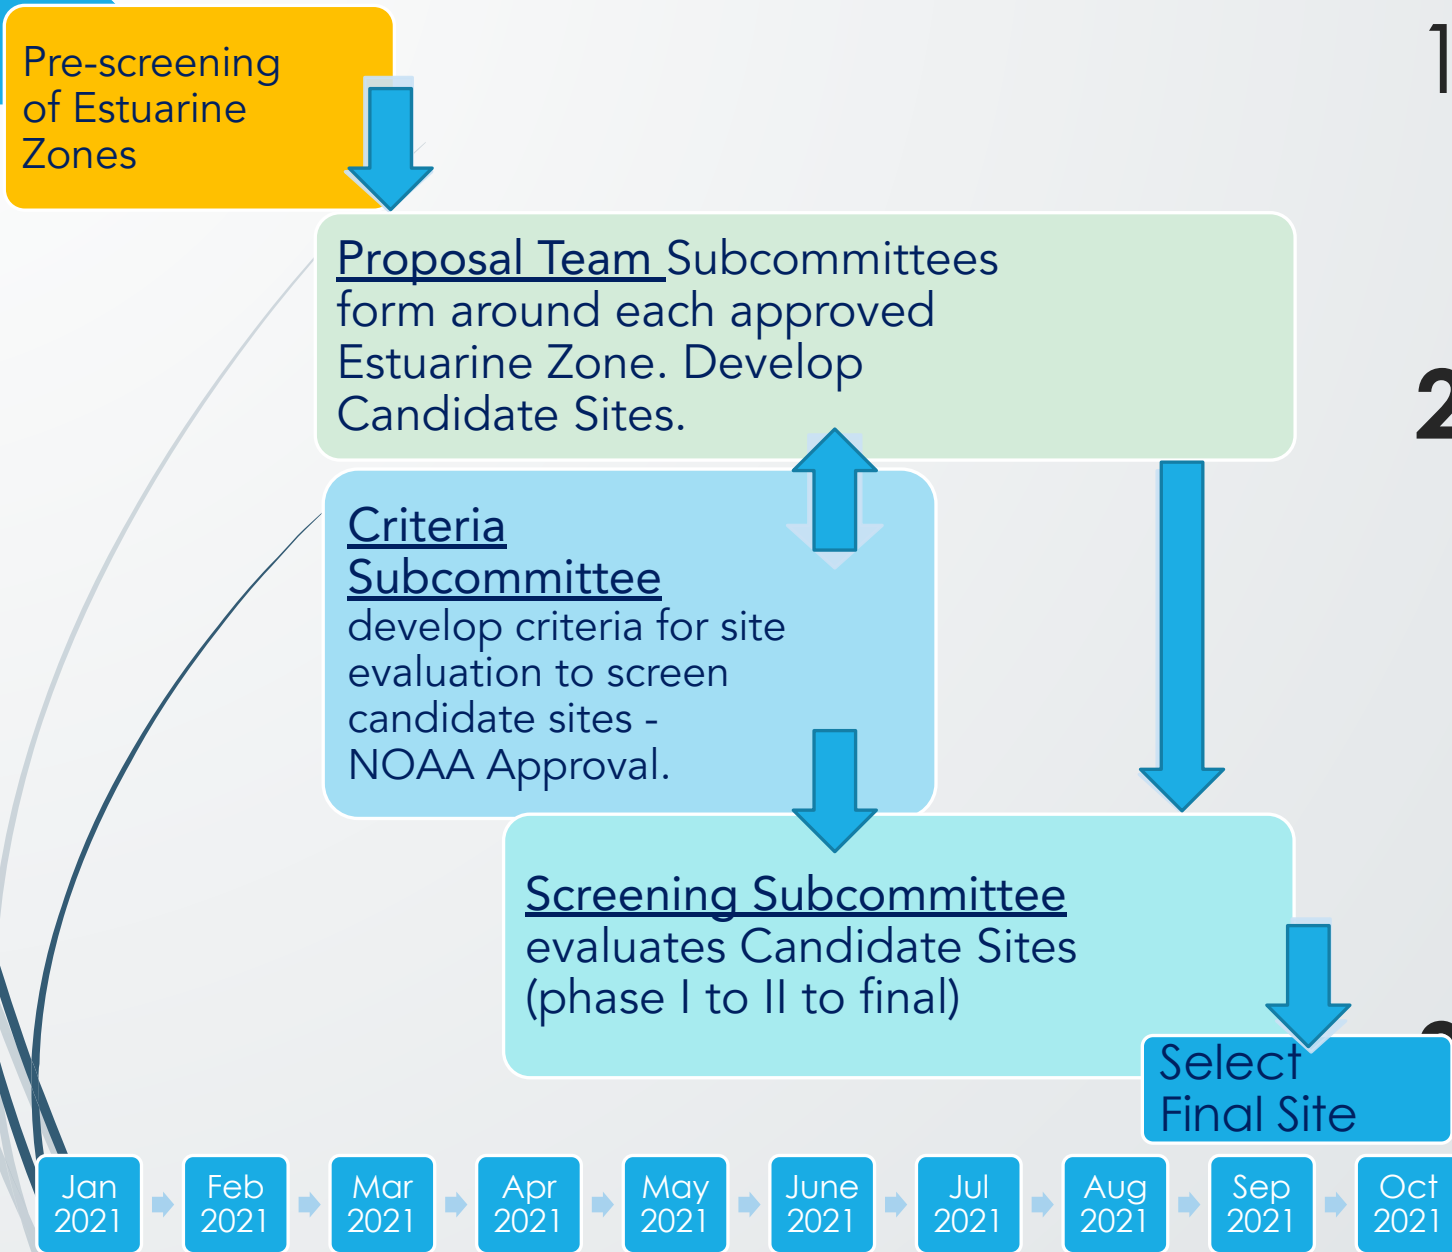 Pre-screening
of Estuarine
Zones
1
Proposal Team Subcommittees
form around each approved
Estuarine Zone. Develop
Candidate Sites.
2
Criteria
Subcommittee
develop criteria for site
evaluation to screen
candidate sites -
NOAA Approval.
Screening Subcommittee
evaluates Candidate Sites
(phase I to II to final)
Select
Final Site
Jan
2021
Feb
2021
Mar
2021
Apr
2021
May
2021
June
2021
Jul
2021
Aug
2021
Sep
2021
Oct
2021